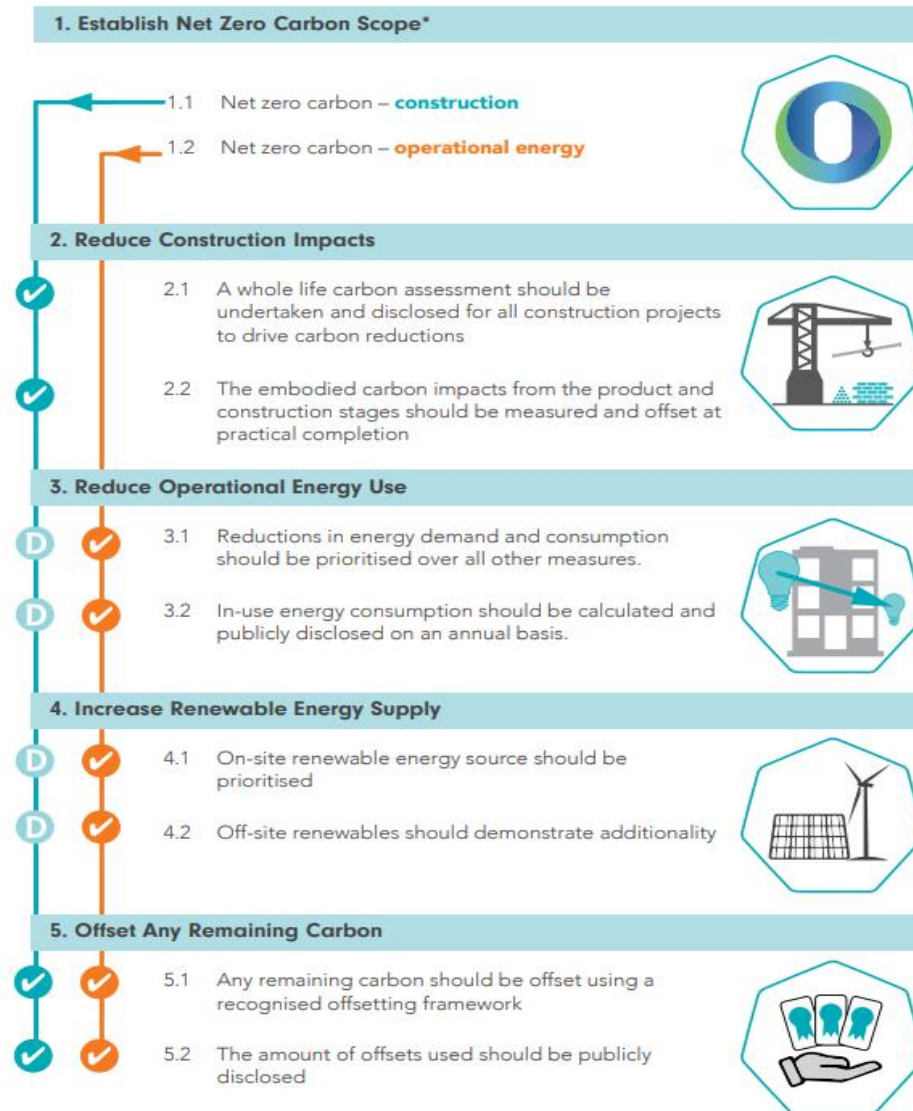 1. Establish Net Zero Carbon Scope*
1.1 Net zero carbon – construction
1.2 Net zero carbon – operational energy
2. Reduce Construction Impacts
2.1 A whole life carbon assessment should be
undertaken and disclosed for all construction projects
to drive carbon reductions
2.2 The embodied carbon impacts from the product and
construction stages should be measured and offset at
practical completion
3. Reduce Operational Energy Use
D 3.1 Reductions in energy demand and consumption
should be prioritised over all other measures.
D 3.2 In-use energy consumption should be calculated and
publicly disclosed on an annual basis.
4. Increase Renewable Energy Supply
D 4.1 On-site renewable energy source should be
prioritised
D 4.2 Off-site renewables should demonstrate additionality
5. Offset Any Remaining Carbon
5.1 Any remaining carbon should be offset using a
recognised offsetting framework
5.2 The amount of offsets used should be publicly
disclosed